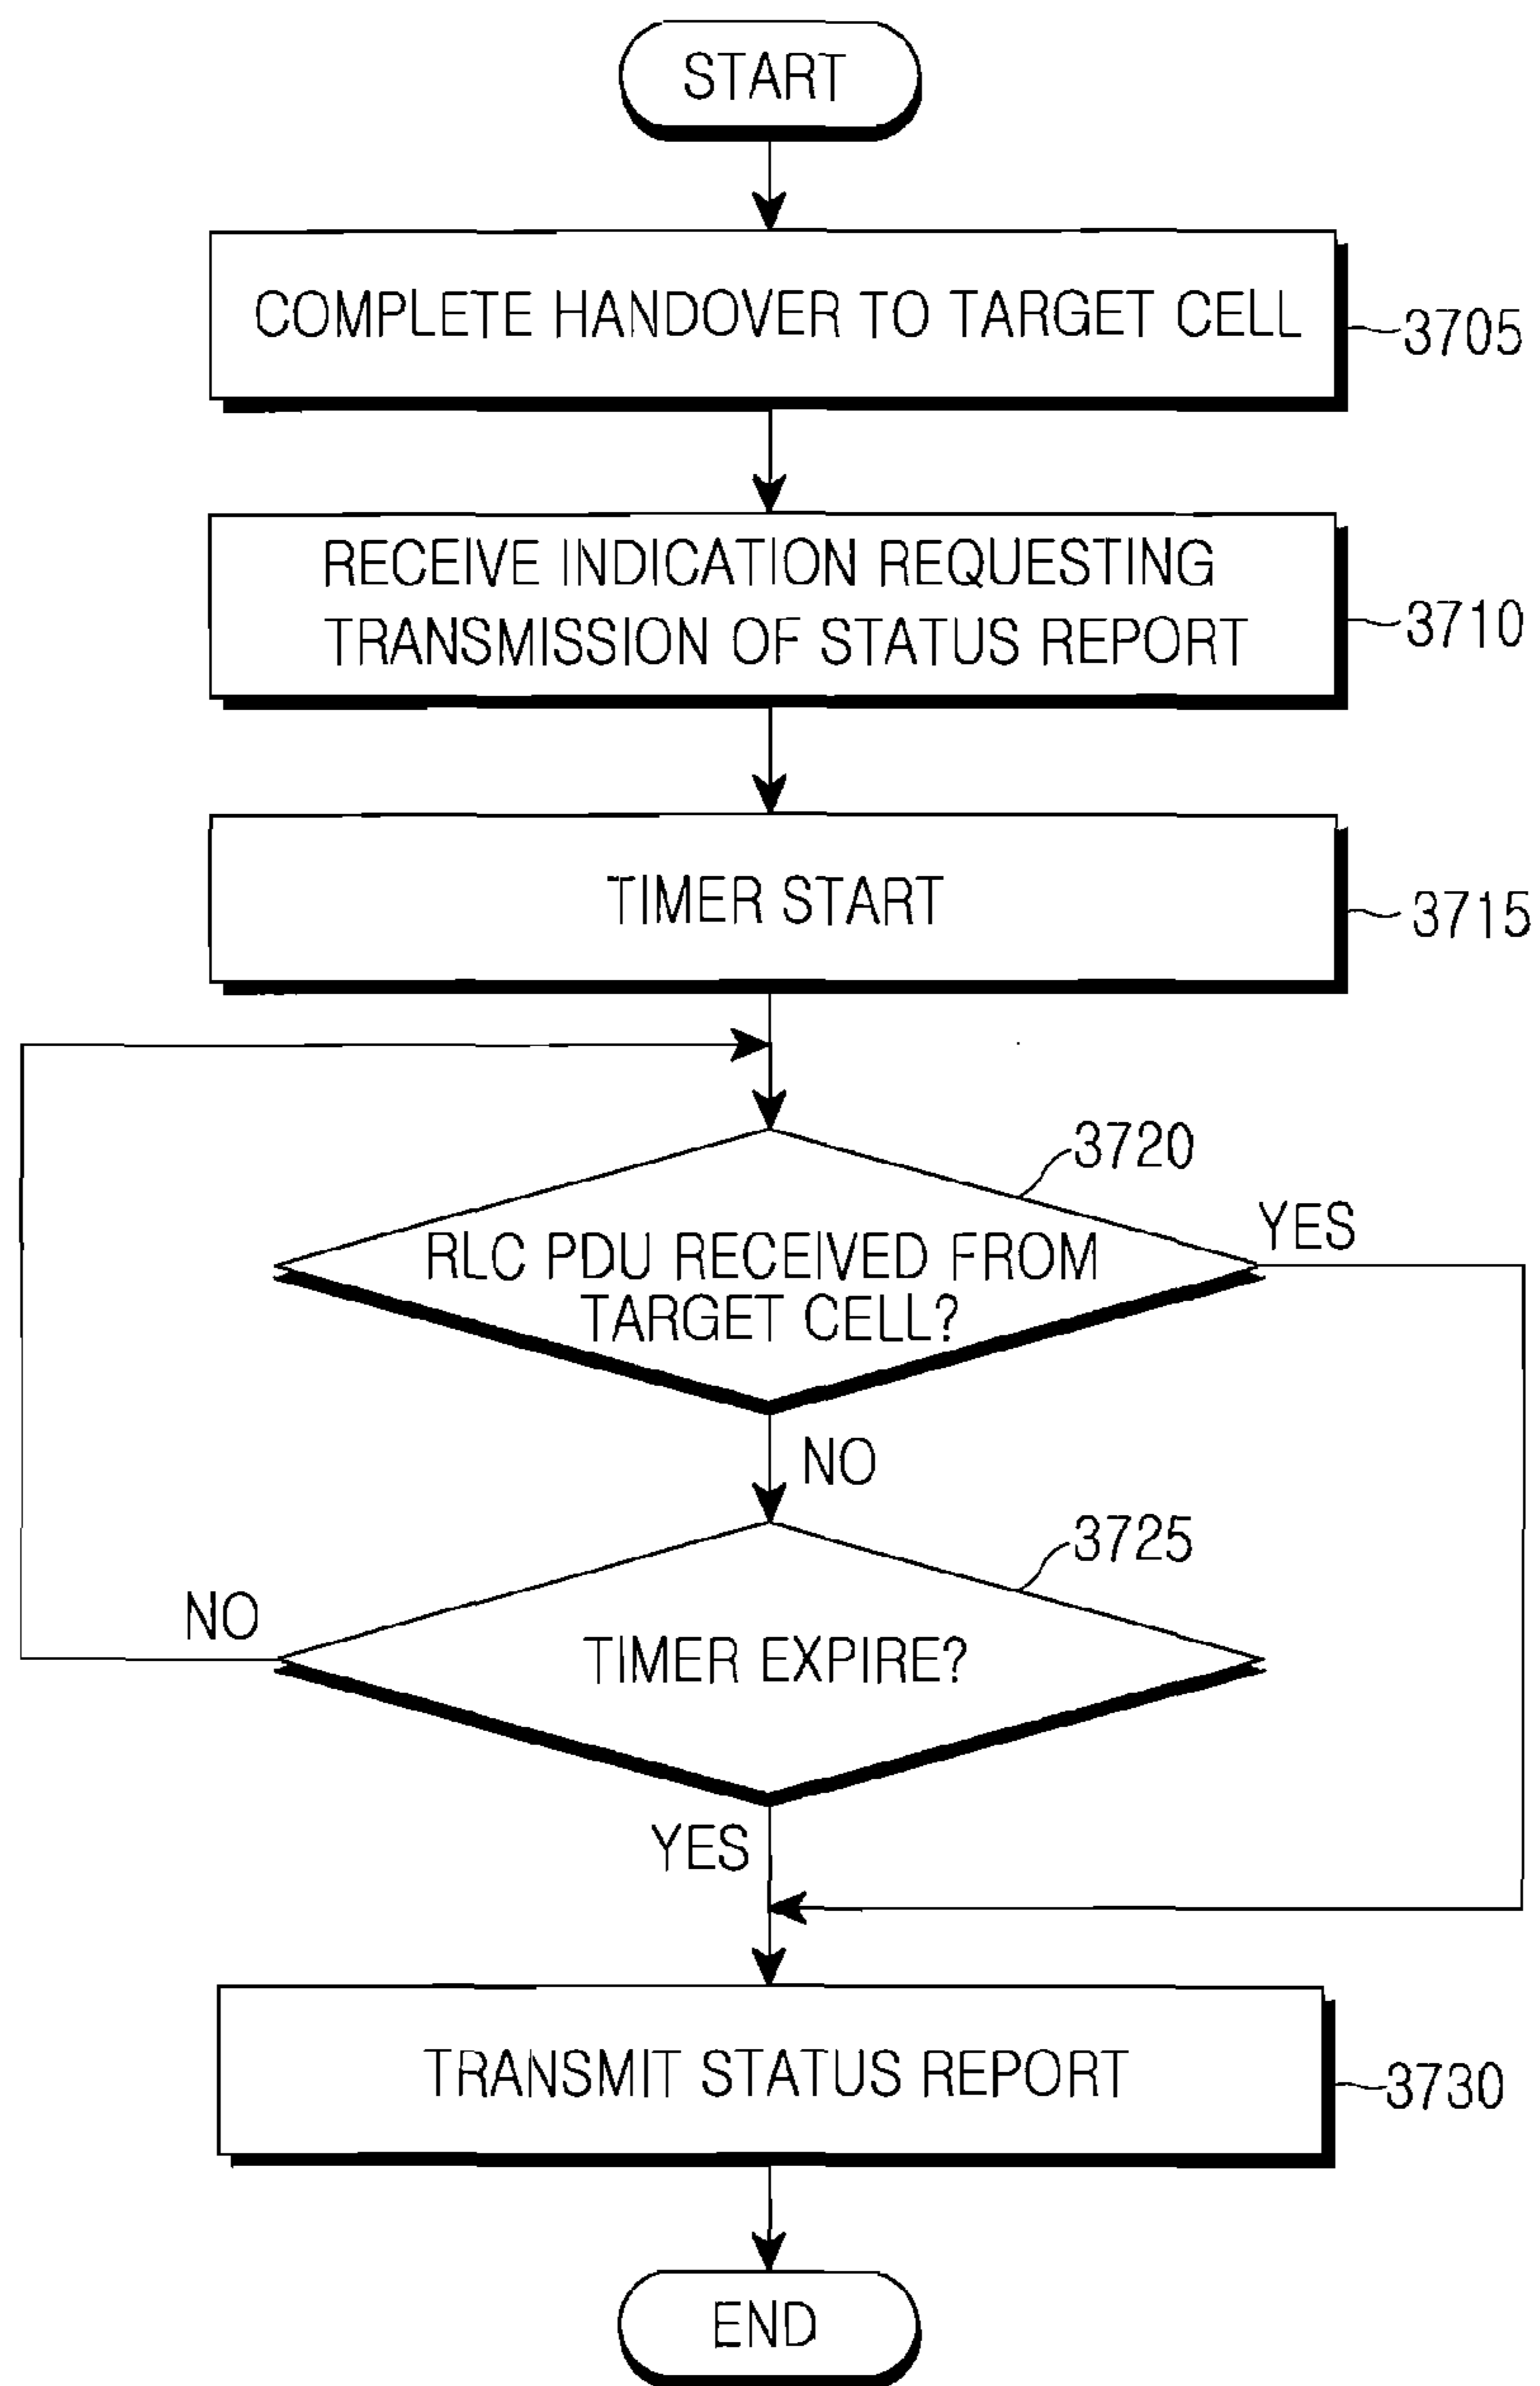 START
COMPLETE HANDOVER TO TARGET CELL
3705
RECEIVE INDICATION REQUESTING
TRANSMISSION OF STATUS REPORT
3710
TIMER START
3715
3720
RLC PDU RECEIVED FROM
TARGET CELL?
YES
NO
3725
TIMER EXPIRE?
NO
YES
TRANSMIT STATUS REPORT
3730
END